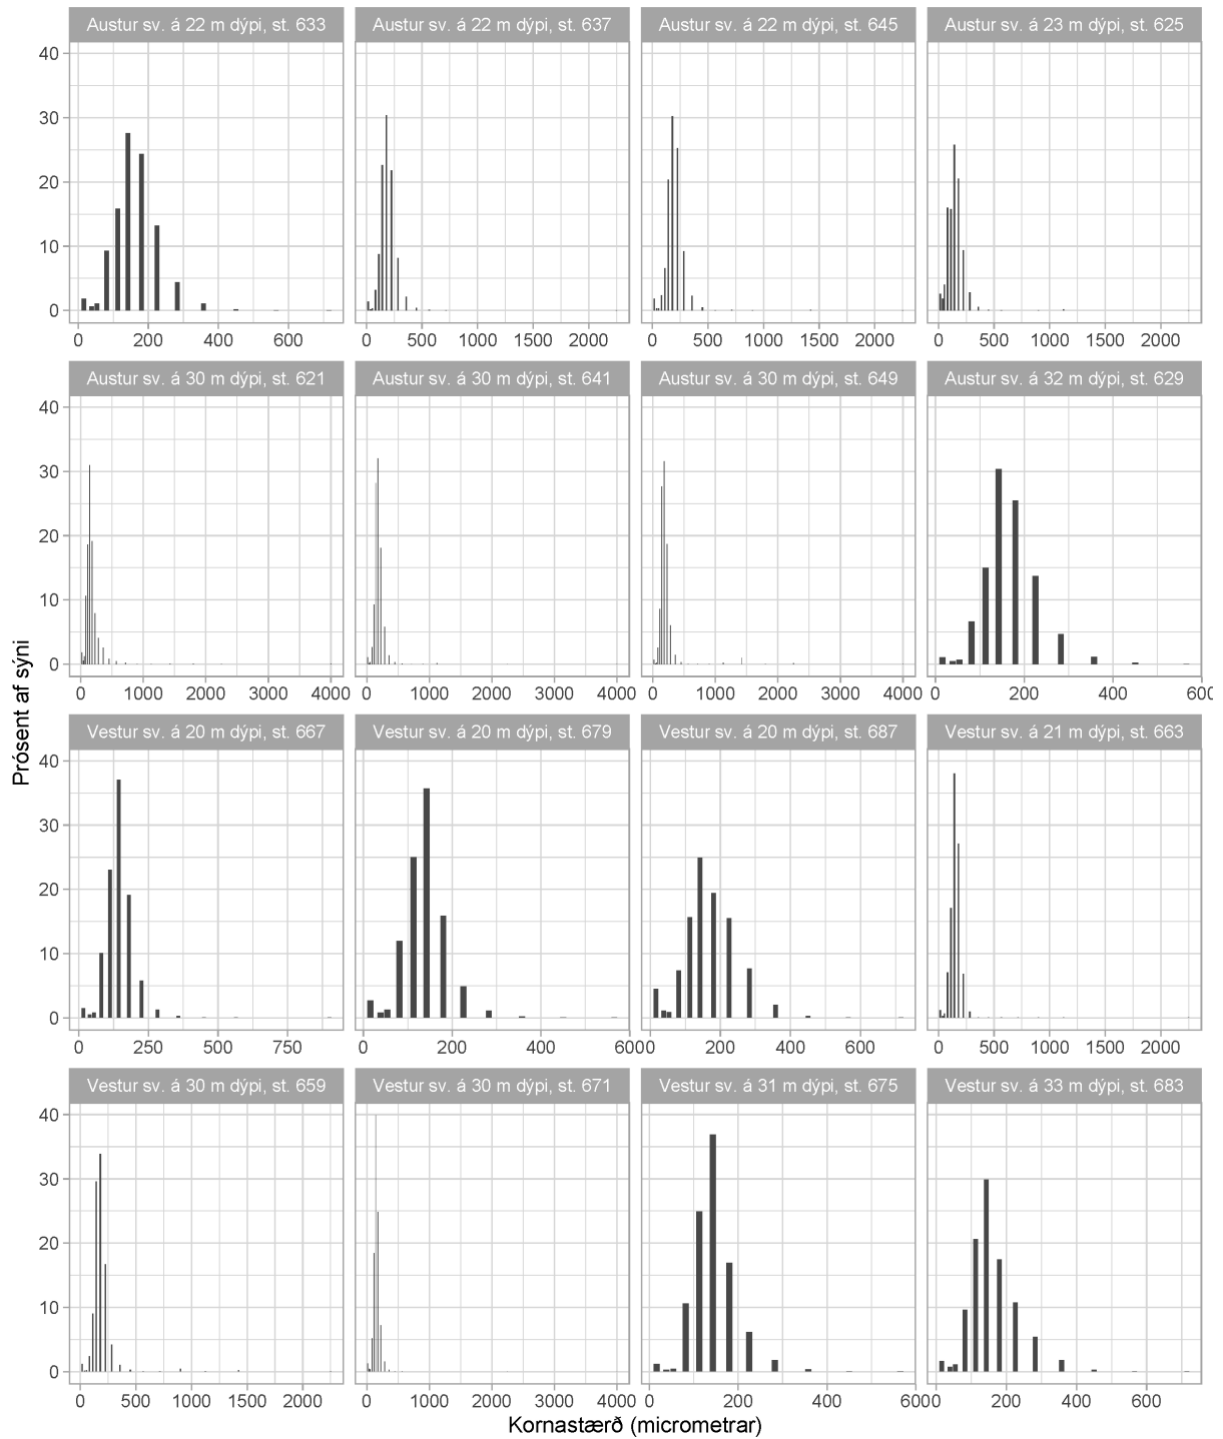 Austur sv. á 22 m dýpi, st. 633 Austur sv. á 22 m dýpi, st. 637 Austur sv. á 22 m dýpi, st. 645 Austur sv. á 23 m dýpi, st. 625
40
30
20
10
0
0 200 400 600 0 500 1000 1500 2000 0 500 1000 1500 2000 0 500 1000 1500 2000
Austur sv. á 30 m dýpi, st. 621 Austur sv. á 30 m dýpi, st. 641 Austur sv. á 30 m dýpi, st. 649 Austur sv. á 32 m dýpi, st. 629
40
30
20
10
0
0 1000 2000 3000 4000 0 1000 2000 3000 4000 0 1000 2000 3000 4000 0 200 400 600
Prósent af sýni
Vestur sv. á 20 m dýpi, st. 667 Vestur sv. á 20 m dýpi, st. 679 Vestur sv. á 20 m dýpi, st. 687 Vestur sv. á 21 m dýpi, st. 663
40
30
20
10
0
0 250 500 750 0 200 400 600 0 200 400 600 0 500 1000 1500 2000
Vestur sv. á 30 m dýpi, st. 659 Vestur sv. á 30 m dýpi, st. 671 Vestur sv. á 31 m dýpi, st. 675 Vestur sv. á 33 m dýpi, st. 683
40
30
20
10
0
0 500 1000 1500 2000 0 1000 2000 3000 4000 0 200 400 600 0 200 400 600
Kornastærð (micrometrar)